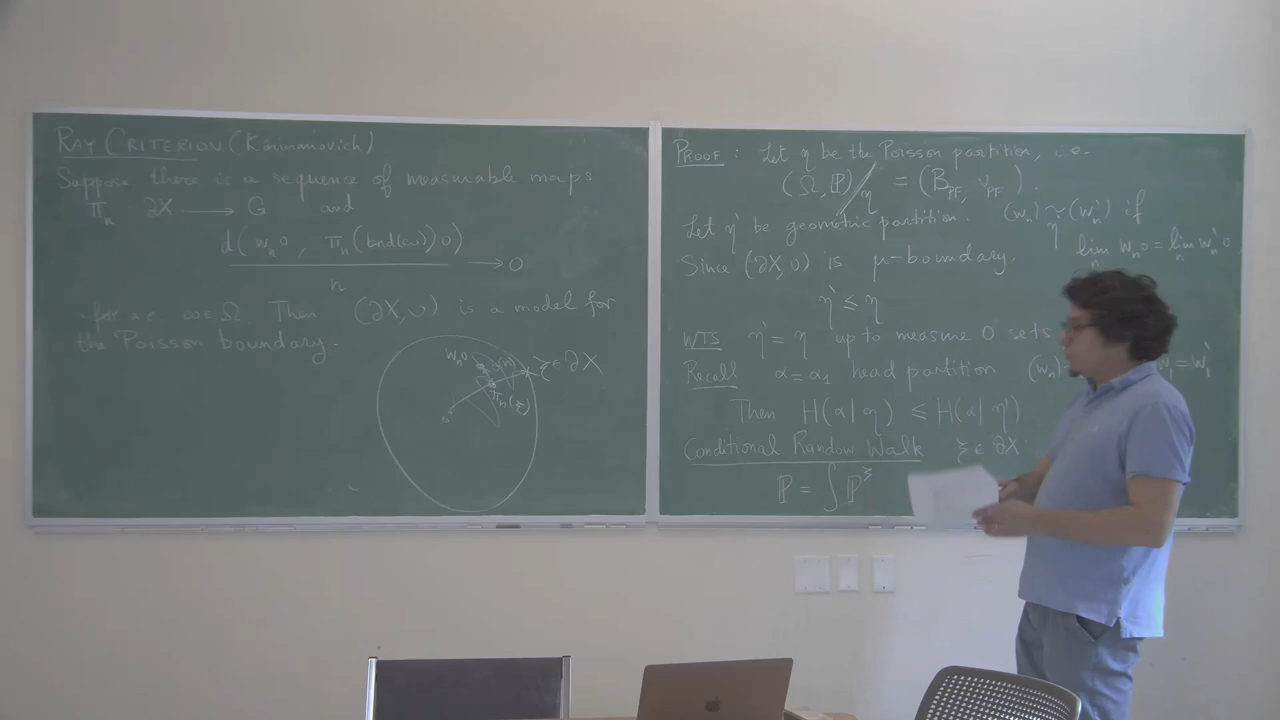 RAY CRITERION (Kaimanovich)
Suppose there is a sequence of measurable maps
π_n ∂X ⟶ G and
d(w_n o, π_n(bnd(ω)) o)
n
→ 0
for a.e. ω ∈ Ω. Then (∂X, ν) is a model for
the Poisson boundary.
w_n o
ξ ∈ ∂X
π_n(ξ)
o
PROOF: Let η be the Poisson partition, i.e.
(Ω, ℙ)/η = (B_PF, ν_PF).
Let η' be geometric partition. (w_n) ~ (w_n') if
η'
lim_n w_n o = lim_n w_n' o
Since (∂X, ν) is μ-boundary.
η' ≤ η
WTS η' = η up to measure 0 sets
Recall α = α_1 head partition (w_n) = w_1'
Then H(α | η) ≤ H(α | η')
Conditional Random Walk ξ ∈ ∂X
ℙ = ∫ ℙ^ξ